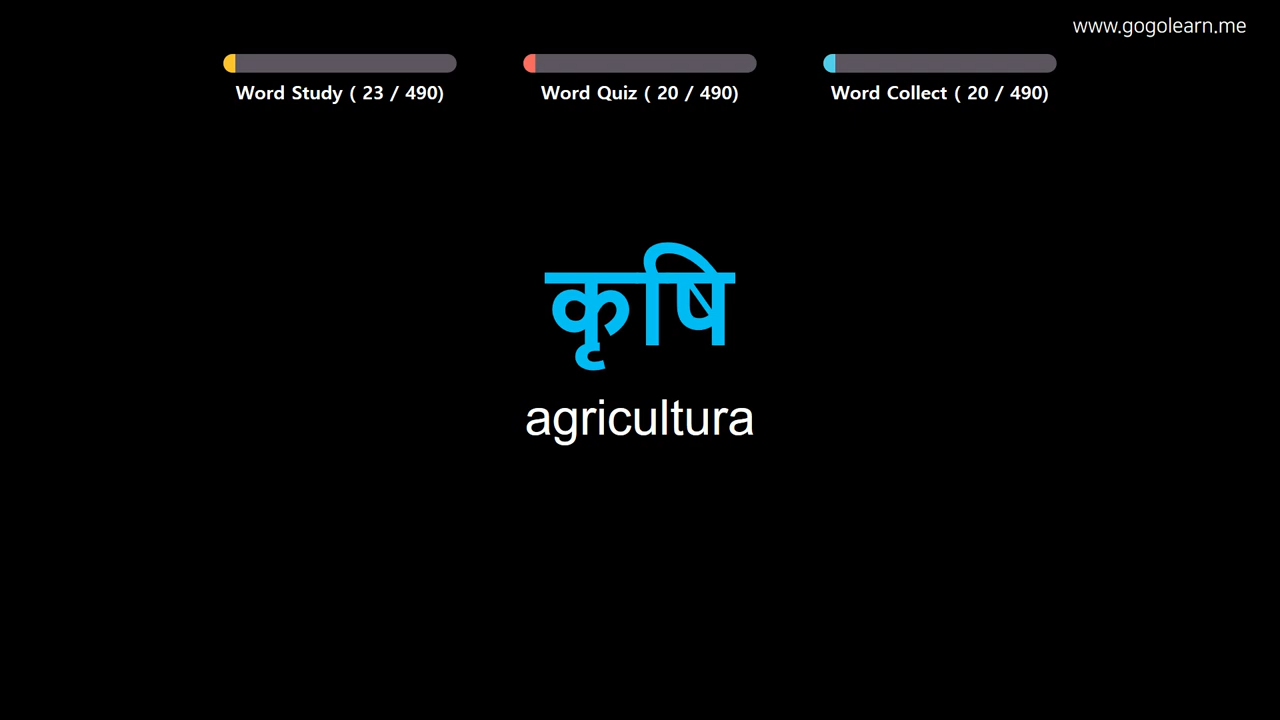 www.gogolearn.me
Word Study ( 23 / 490)
Word Quiz ( 20 / 490)
Word Collect ( 20 / 490)
कृषि
agricultura